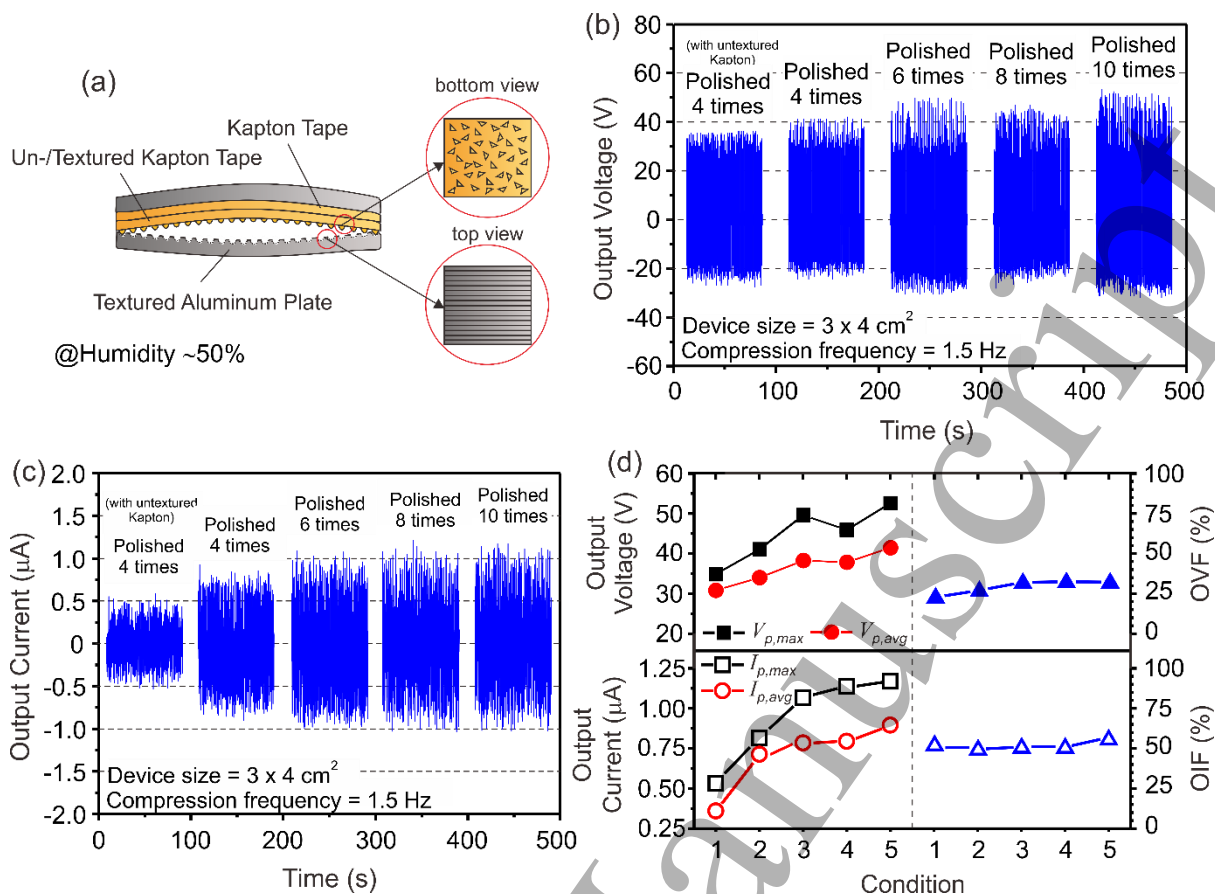 (a)
bottom view
Kapton Tape
Un-/Textured Kapton Tape
top view
Textured Aluminum Plate
@Humidity ~50%
(b)
80
60
40
20
0
-20
-40
-60
Output Voltage (V)
(with untextured
Kapton)
Polished
4 times
Polished
4 times
Polished
6 times
Polished
8 times
Polished
10 times
Device size = 3 x 4 cm²
Compression frequency = 1.5 Hz
0 100 200 300 400 500
Time (s)
(c)
2.0
1.5
1.0
0.5
0
-0.5
-1.0
-1.5
-2.0
Output Current (μA)
(with untextured
Kapton)
Polished
4 times
Polished
4 times
Polished
6 times
Polished
8 times
Polished
10 times
Device size = 3 x 4 cm²
Compression frequency = 1.5 Hz
0 100 200 300 400 500
Time (s)
(d)
60
50
40
30
20
Output
Voltage (V)
Vp,max
Vp,avg
100
75
50
25
0
OVF (%)
1.25
1.00
0.75
0.50
0.25
Output
Current (μA)
Ip,max
Ip,avg
100
75
50
25
0
OIF (%)
1 2 3 4 5 1 2 3 4 5
Condition
anuscript